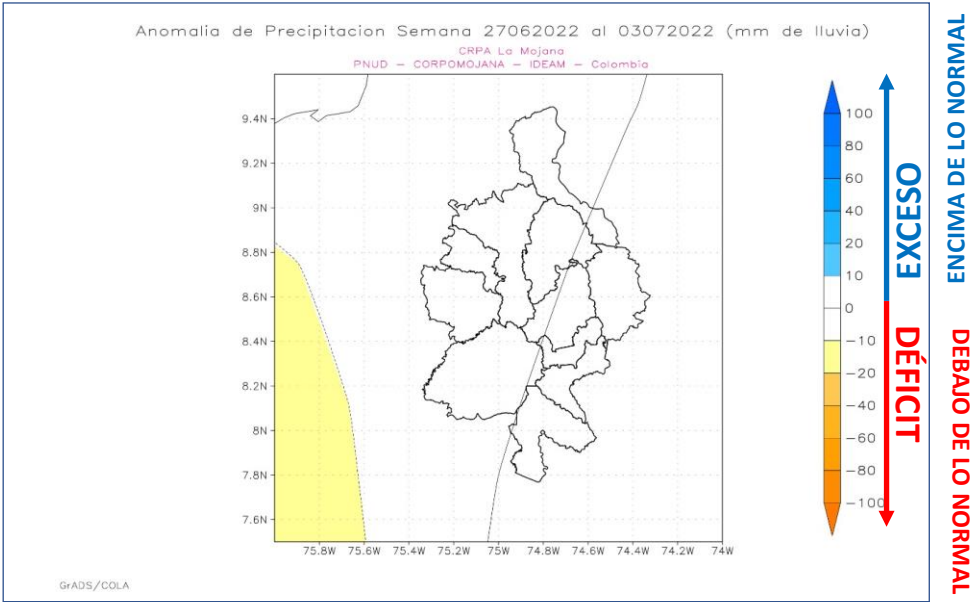 Anomalia de Precipitacion Semana 27062022 al 03072022 (mm de lluvia)
CRPA La Mojana
PNUD – CORPOMOJANA – IDEAM – Colombia
9.4N
9.2N
9N
8.8N
8.6N
8.4N
8.2N
8N
7.8N
7.6N
75.8W 75.6W 75.4W 75.2W 75W 74.8W 74.6W 74.4W 74.2W 74W
100
80
60
40
20
10
0
−10
−20
−40
−60
−80
−100
EXCESO
DÉFICIT
ENCIMA DE LO NORMAL
DEBAJO DE LO NORMAL
GrADS/COLA